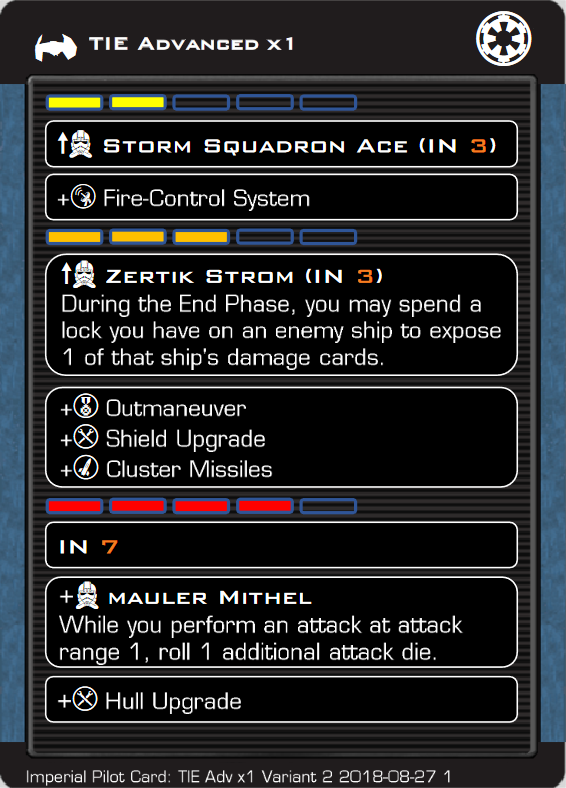 TIE Advanced x1
Storm Squadron Ace (IN 3)
+ Fire-Control System
Zertik Strom (IN 3)
During the End Phase, you may spend a
lock you have on an enemy ship to expose
1 of that ship's damage cards.
+ Outmaneuver
+ Shield Upgrade
+ Cluster Missiles
IN 7
+ mauler Mithel
While you perform an attack at attack
range 1, roll 1 additional attack die.
+ Hull Upgrade
Imperial Pilot Card: TIE Adv x1 Variant 2 2018-08-27 1